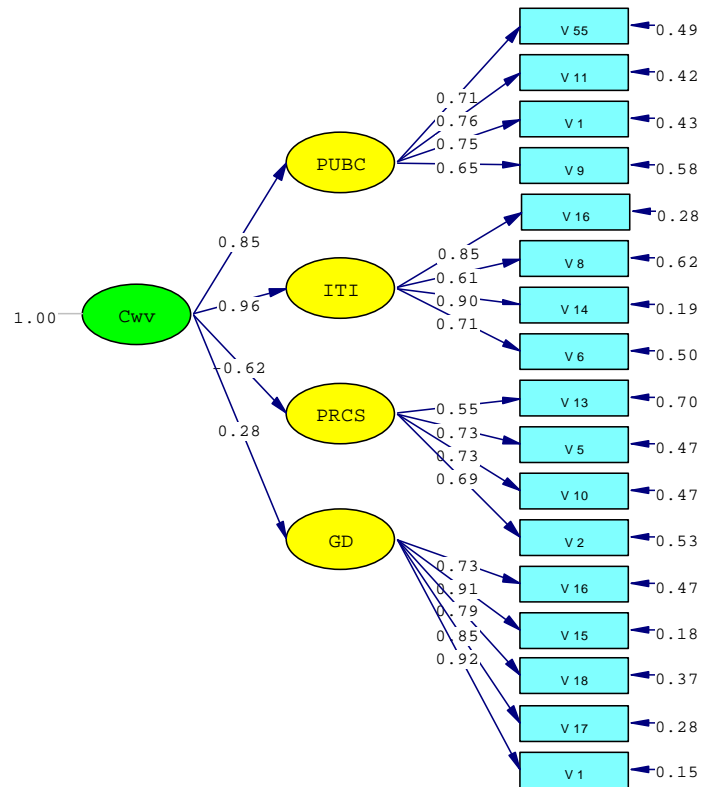 V 55
0.49
V 11
0.42
0.71
0.76
V 1
0.43
0.75
PUBC
0.65
V 9
0.58
V 16
0.28
0.85
0.85
V 8
0.62
0.61
ITI
0.96
0.90
V 14
0.19
1.00
Cwv
0.71
V 6
0.50
-0.62
0.55
V 13
0.70
PRCS
0.28
0.73
V 5
0.47
0.73
V 10
0.47
0.69
V 2
0.53
GD
0.73
V 16
0.47
0.91
0.79
V 15
0.18
0.85
0.92
V 18
0.37
V 17
0.28
V 1
0.15